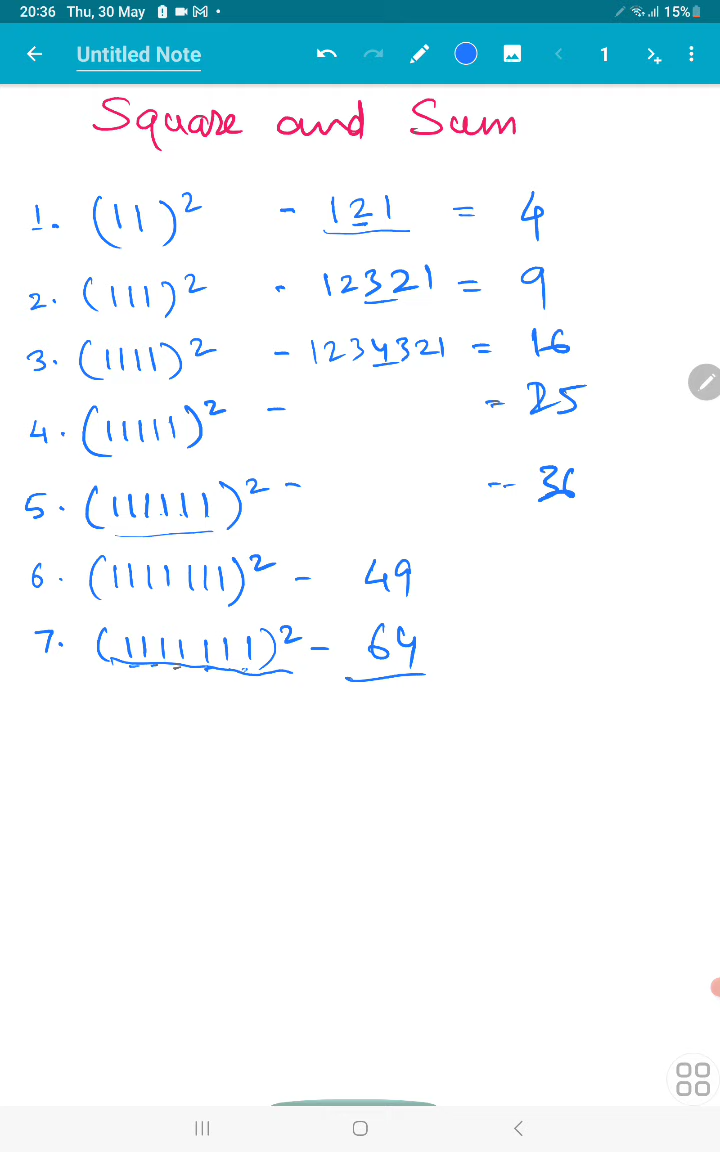 20:36 Thu, 30 May 15%
Untitled Note 1
Square and Sum
1. (11)² - 121 = 4
2. (111)² - 12321 = 9
3. (1111)² - 1234321 = 16
4. (11111)² - = 25
5. (111111)² - -- 36
6. (1111111)² - 49
7. (1111111)² - 64